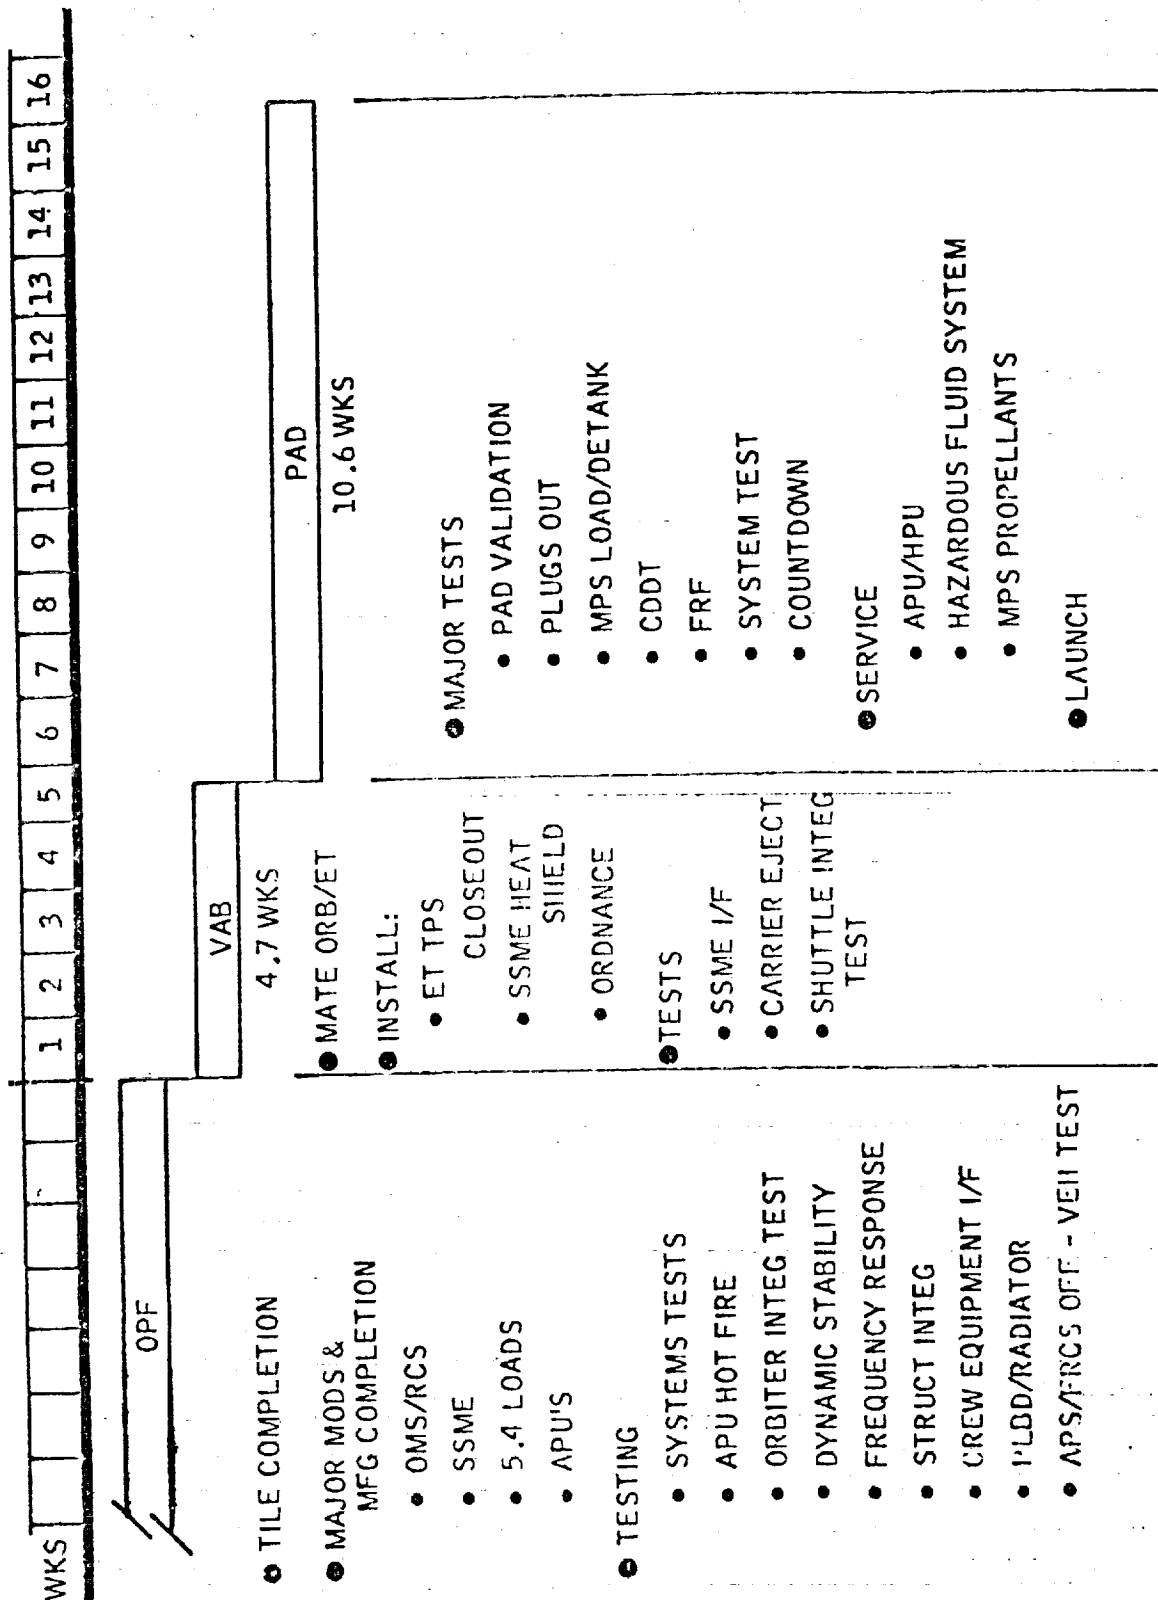 WKS 1 2 3 4 5 6 7 8 9 10 11 12 13 14 15 16
OPF
● TILE COMPLETION
● MAJOR MODS &
MFG COMPLETION
• OMS/RCS
• SSME
• 5.4 LOADS
• APU'S
● TESTING
• SYSTEMS TESTS
• APU HOT FIRE
• ORBITER INTEG TEST
• DYNAMIC STABILITY
• FREQUENCY RESPONSE
• STRUCT INTEG
• CREW EQUIPMENT I/F
• PLBD/RADIATOR
• APS/FRCS OFF - VEH TEST
VAB
4.7 WKS
● MATE ORB/ET
● INSTALL:
• ET TPS
CLOSEOUT
• SSME HEAT
SHIELD
• ORDNANCE
● TESTS
• SSME I/F
• CARRIER EJECT
• SHUTTLE INTEG
TEST
PAD
10.6 WKS
● MAJOR TESTS
• PAD VALIDATION
• PLUGS OUT
• MPS LOAD/DETANK
• CDDT
• FRF
• SYSTEM TEST
• COUNTDOWN
● SERVICE
• APU/HPU
• HAZARDOUS FLUID SYSTEM
• MPS PROPELLANTS
● LAUNCH